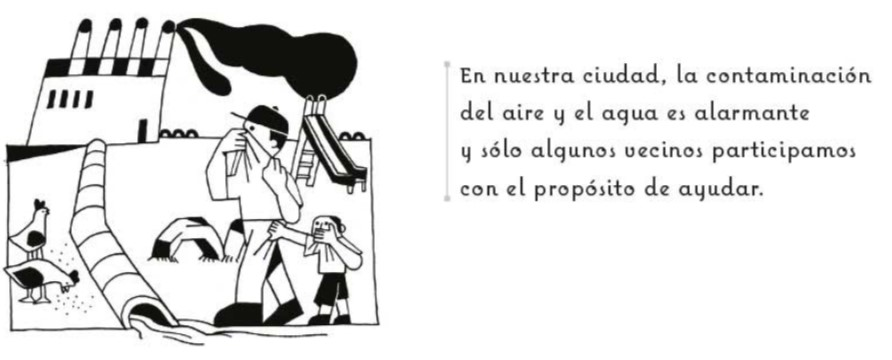 En nuestra ciudad, la contaminación
del aire y el agua es alarmante
y sólo algunos vecinos participamos
con el propósito de ayudar.